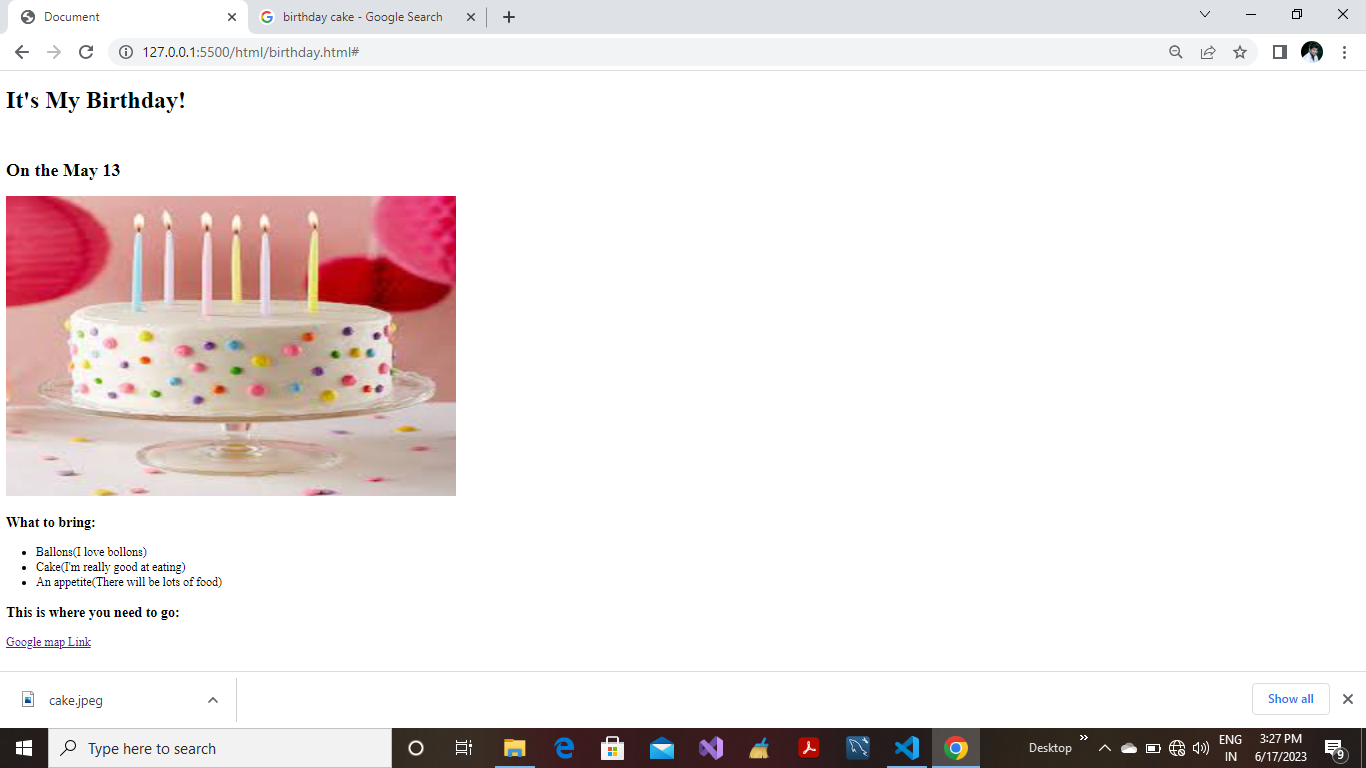 Document
birthday cake - Google Search
127.0.0.1:5500/html/birthday.html#
It's My Birthday!
On the May 13
What to bring:
Ballons(I love bollons)
Cake(I'm really good at eating)
An appetite(There will be lots of food)
This is where you need to go:
Google map Link
cake.jpeg
Show all
Type here to search
Desktop
ENG
IN
3:27 PM
6/17/2023
9